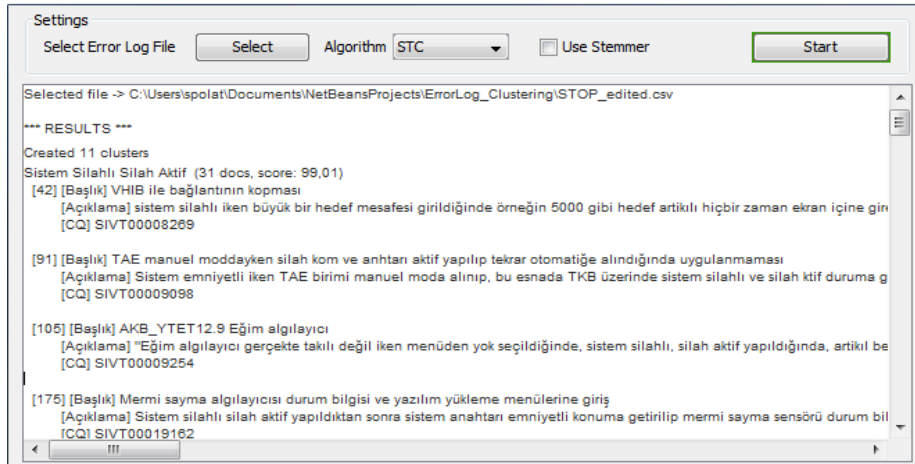 Settings
Select Error Log File Select Algorithm STC Use Stemmer Start
Selected file -> C:\Users\spolat\Documents\NetBeansProjects\ErrorLog_Clustering\STOP_edited.csv
*** RESULTS ***
Created 11 clusters
Sistem Silahlı Silah Aktif (31 docs, score: 99,01)
[42] [Başlık] VHIB ile bağlantının kopması
[Açıklama] sistem silahlı iken büyük bir hedef mesafesi girildiğinde örneğin 5000 gibi hedef artikılı hiçbir zaman ekran içine gir
[CQ] SIVT00008269
[91] [Başlık] TAE manuel moddayken silah kom ve anhtarı aktif yapılıp tekrar otomatiğe alındığında uygulanmaması
[Açıklama] Sistem emniyetli iken TAE birimi manuel moda alınıp, bu esnada TKB üzerinde sistem silahlı ve silah ktif duruma g
[CQ] SIVT00009098
[105] [Başlık] AKB_YTET12.9 Eğim algılayıcı
[Açıklama] "Eğim algılayıcı gerçekte takılı değil iken menüden yok seçildiğinde, sistem silahlı, silah aktif yapıldığında, artikıl be
[CQ] SIVT00009254
[175] [Başlık] Mermi sayma algılayıcısı durum bilgisi ve yazılım yükleme menülerine giriş
[Açıklama] Sistem silahlı silah aktif yapıldıktan sonra sistem anahtarı emniyetli konuma getirilip mermi sayma sensörü durum bil
[CQ] SIVT00019162